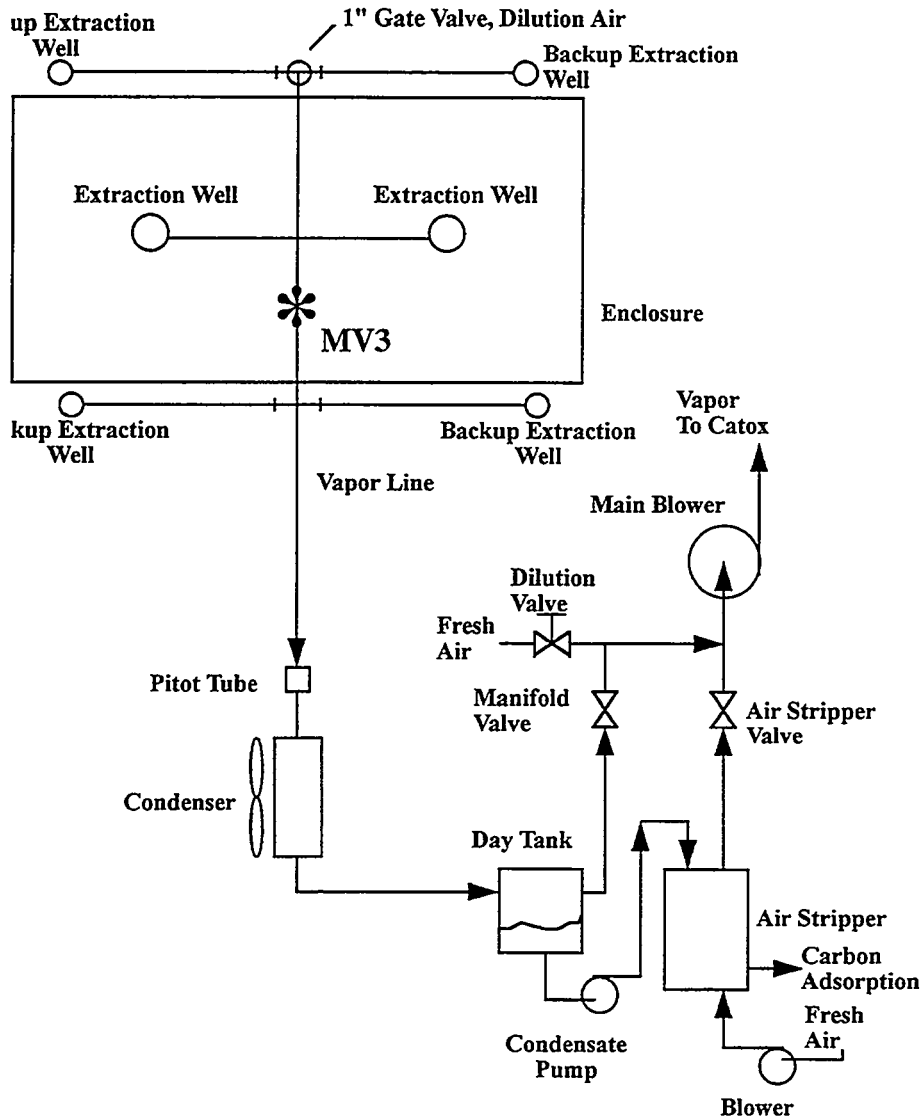 1" Gate Valve, Dilution Air
up Extraction
Well
Backup Extraction
Well
Extraction Well
Extraction Well
MV3
Enclosure
kup Extraction
Well
Backup Extraction
Well
Vapor
To Catox
Vapor Line
Main Blower
Dilution
Valve
Fresh
Air
Pitot Tube
Manifold
Valve
Air Stripper
Valve
Condenser
Day Tank
Air Stripper
Carbon
Adsorption
Fresh
Air
Condensate
Pump
Blower